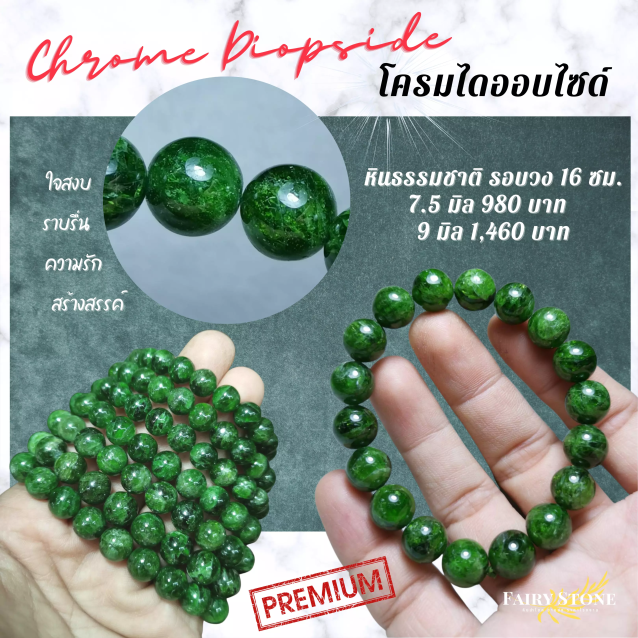 Chrome Diopside
โครมไดออบไซด์
หินธรรมชาติ รอบวง 16 ซม.
7.5 มิล 980 บาท
9 มิล 1,460 บาท
ใจสงบ
ราบรื่น
ความรัก
สร้างสรรค์
PREMIUM
FAIRY STONE